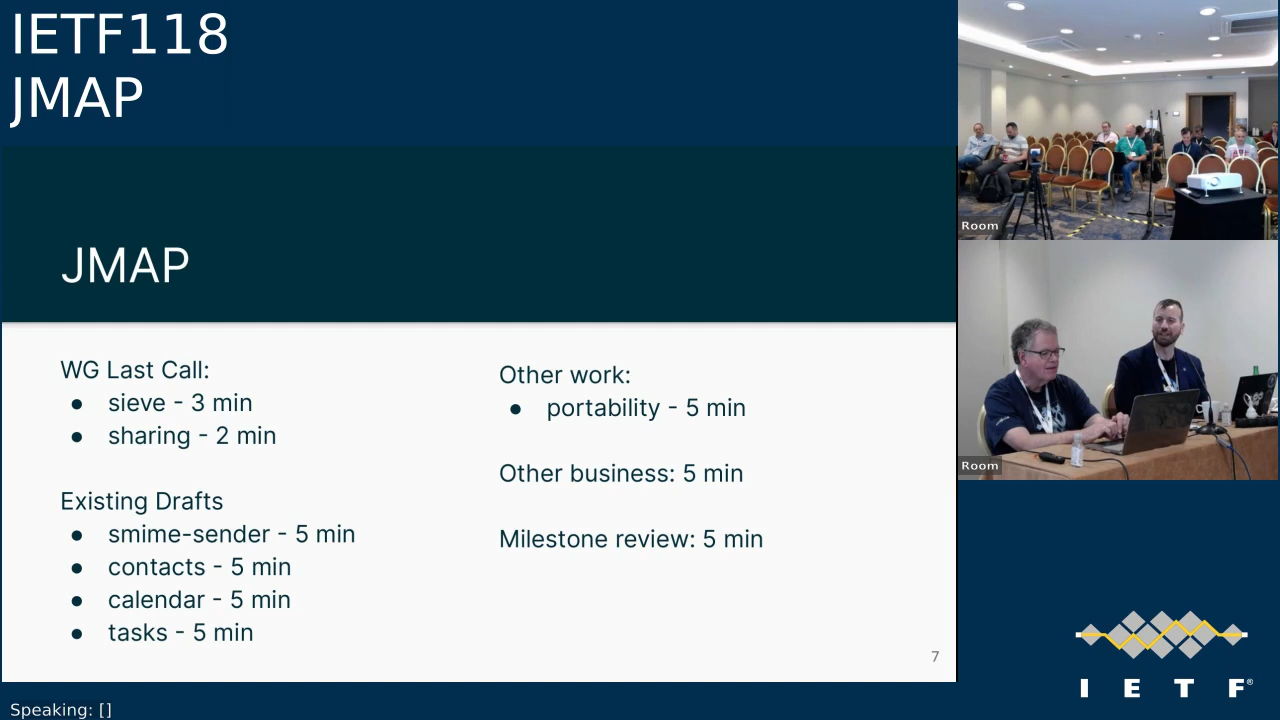 IETF118
JMAP
JMAP
WG Last Call:
● sieve - 3 min
● sharing - 2 min
Existing Drafts
● smime-sender - 5 min
● contacts - 5 min
● calendar - 5 min
● tasks - 5 min
Other work:
● portability - 5 min
Other business: 5 min
Milestone review: 5 min
7
Room
Room
I E T F®
Speaking: []